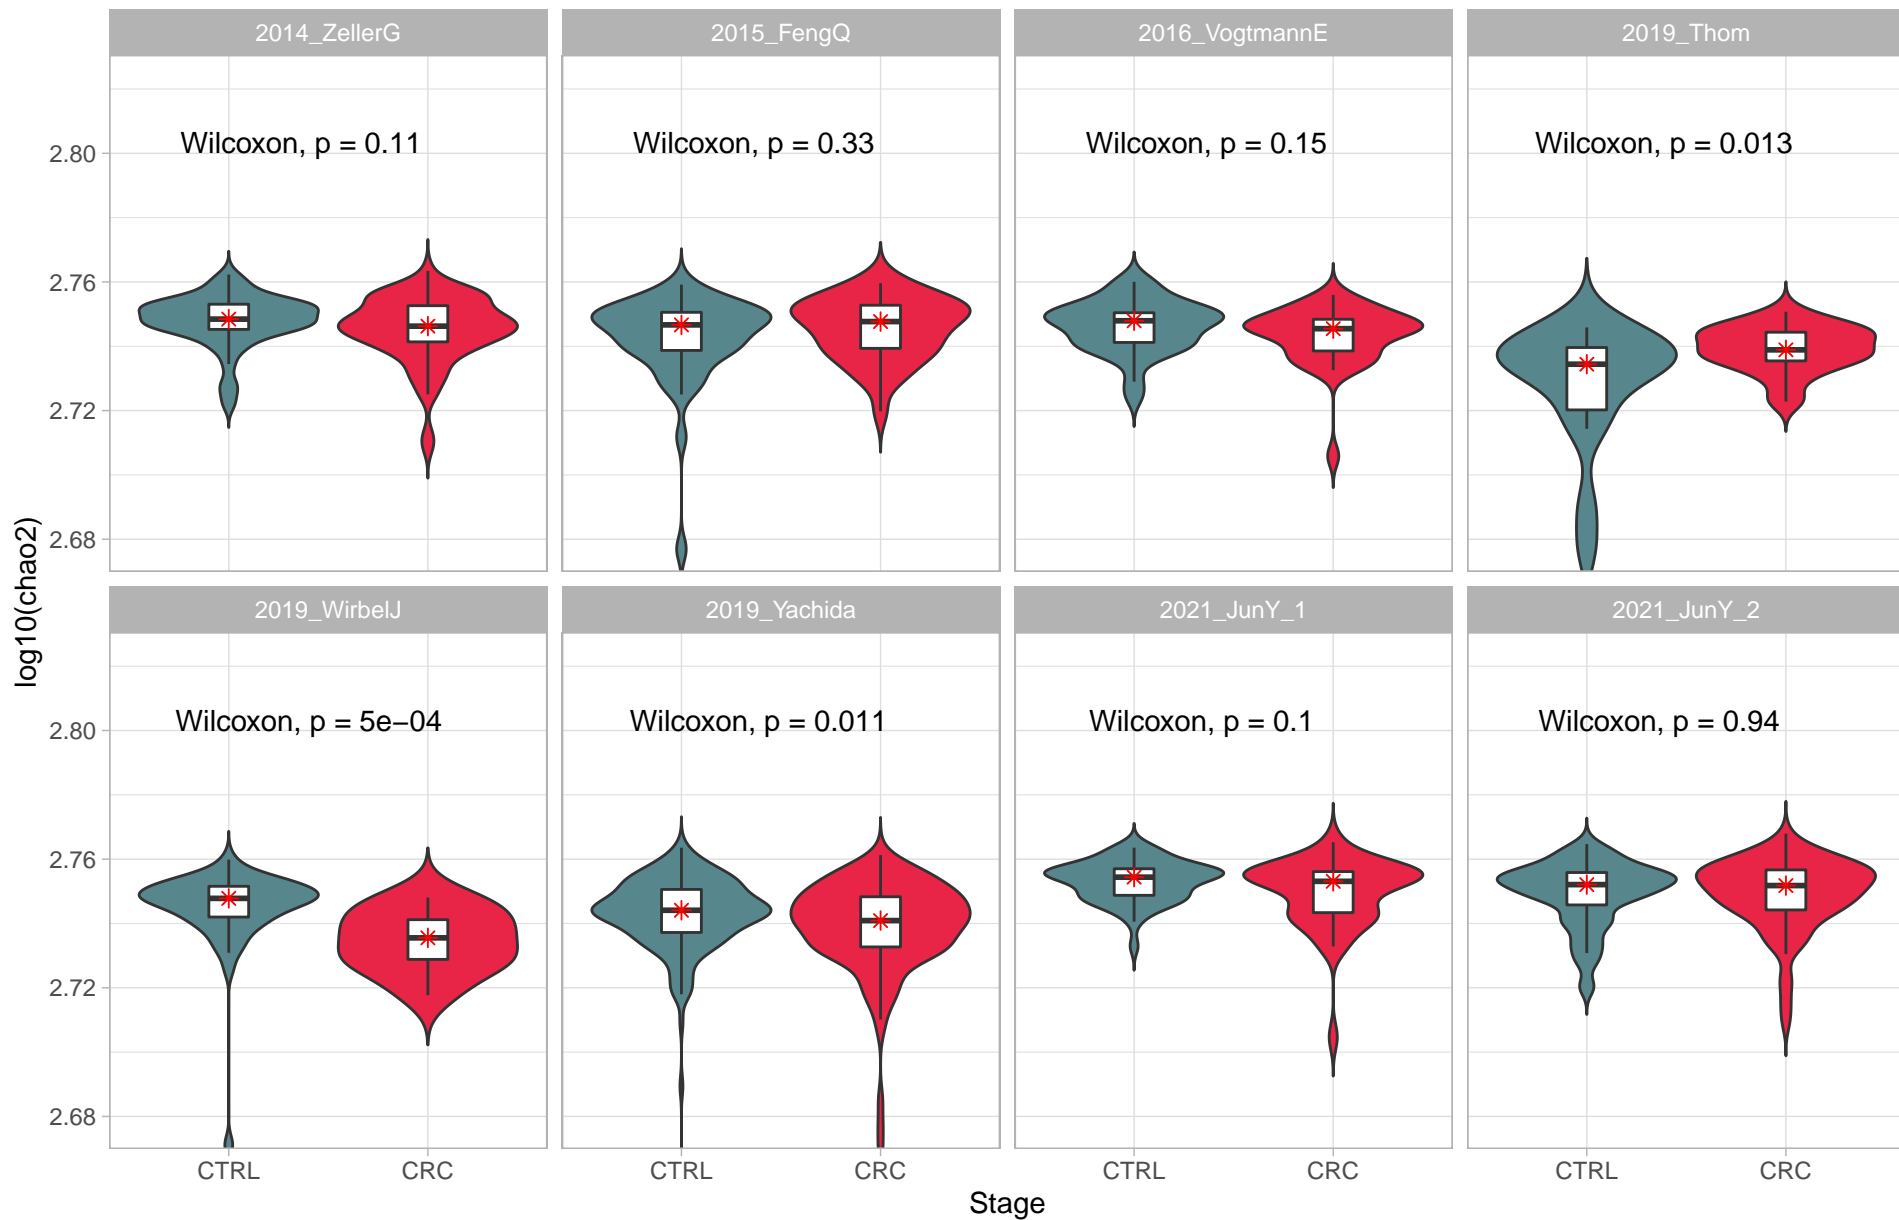 2014_ZellerG 2015_FengQ 2016_VogtmannE 2019_Thom
Wilcoxon, p = 0.11 Wilcoxon, p = 0.33 Wilcoxon, p = 0.15 Wilcoxon, p = 0.013
2.80
2.76
2.72
2.68
log10(chao2)
2019_WirbelJ 2019_Yachida 2021_JunY_1 2021_JunY_2
Wilcoxon, p = 5e−04 Wilcoxon, p = 0.011 Wilcoxon, p = 0.1 Wilcoxon, p = 0.94
2.80
2.76
2.72
2.68
CTRL CRC CTRL CRC CTRL CRC CTRL CRC
Stage